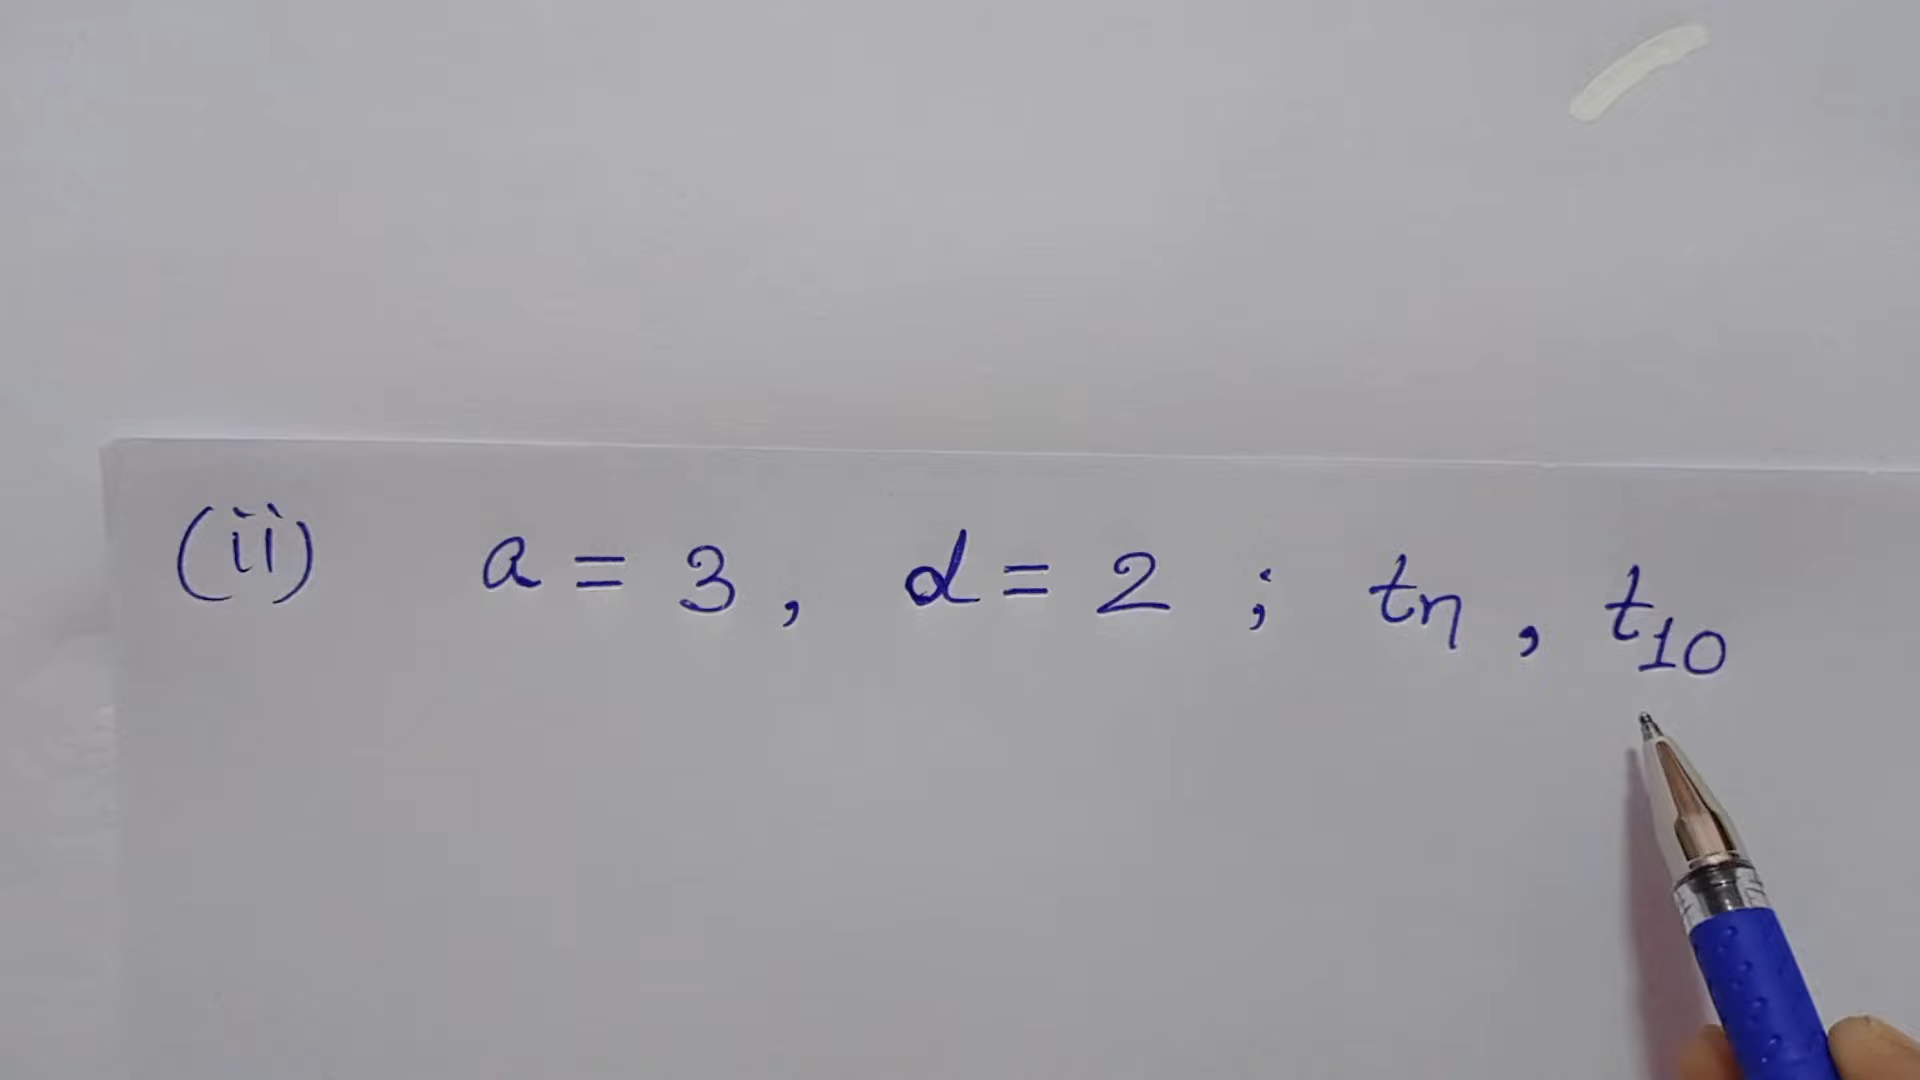 (ii) a = 3, d = 2 ; tn, t10